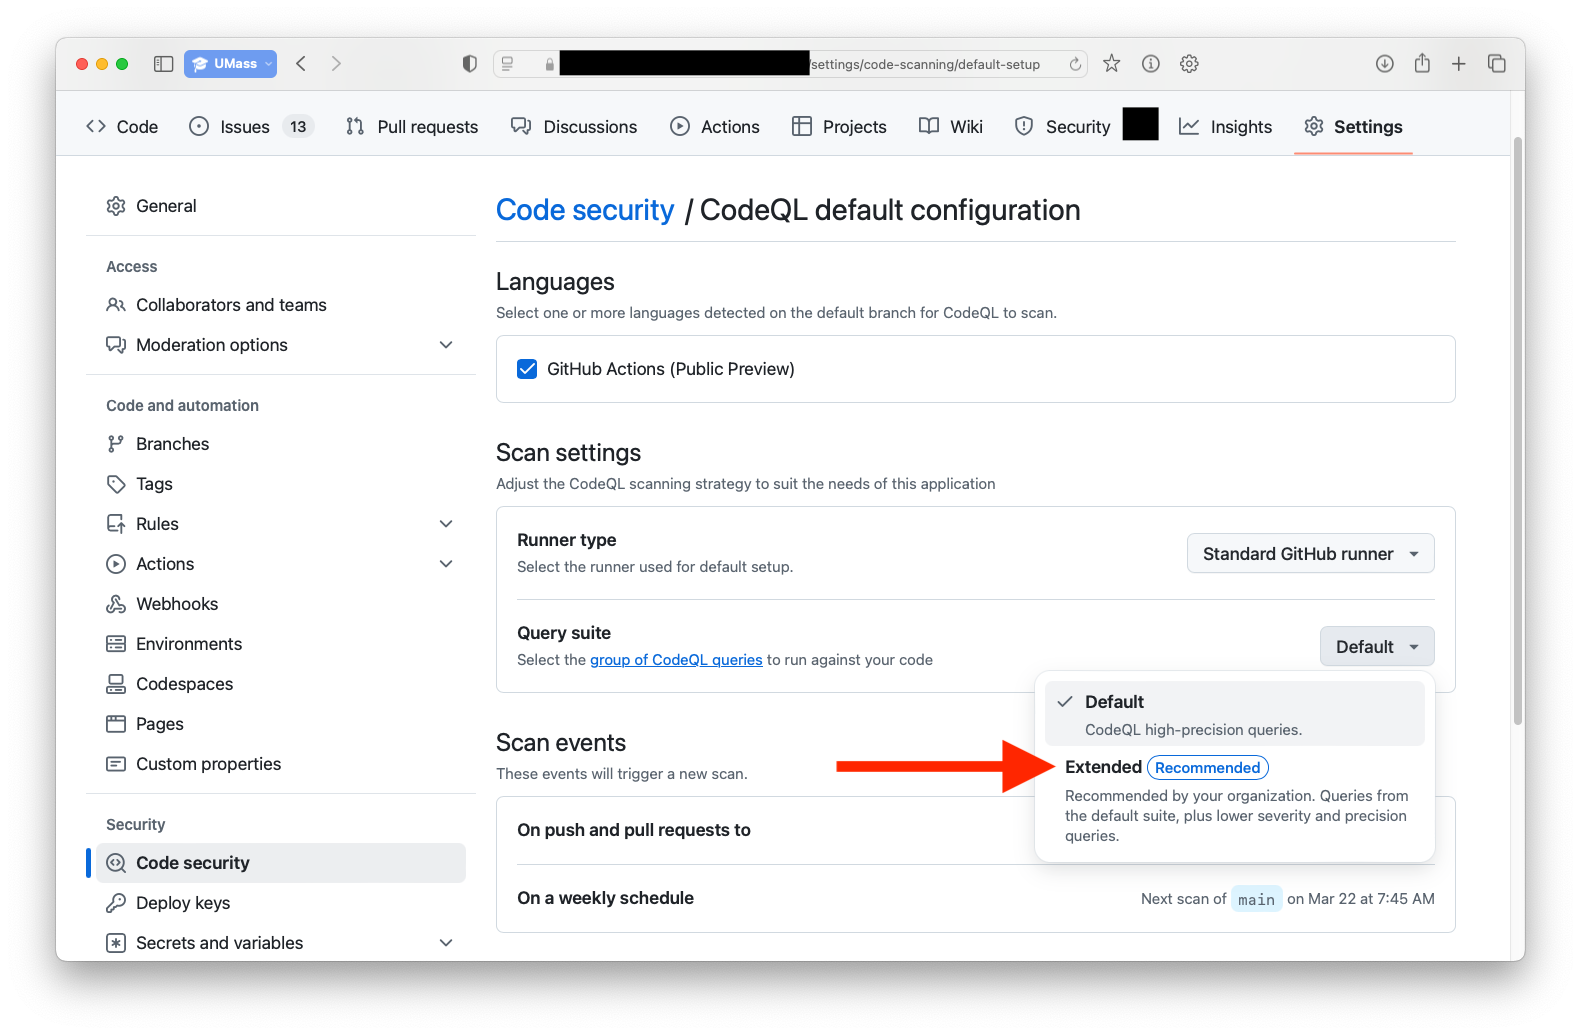 UMass
/settings/code-scanning/default-setup
Code
Issues 13
Pull requests
Discussions
Actions
Projects
Wiki
Security
Insights
Settings
General
Access
Collaborators and teams
Moderation options
Code and automation
Branches
Tags
Rules
Actions
Webhooks
Environments
Codespaces
Pages
Custom properties
Security
Code security
Deploy keys
Secrets and variables
Code security / CodeQL default configuration
Languages
Select one or more languages detected on the default branch for CodeQL to scan.
GitHub Actions (Public Preview)
Scan settings
Adjust the CodeQL scanning strategy to suit the needs of this application
Runner type
Select the runner used for default setup.
Standard GitHub runner
Query suite
Select the group of CodeQL queries to run against your code
Default
Default
CodeQL high-precision queries.
Extended Recommended
Recommended by your organization. Queries from
the default suite, plus lower severity and precision
queries.
Scan events
These events will trigger a new scan.
On push and pull requests to
On a weekly schedule
Next scan of main on Mar 22 at 7:45 AM